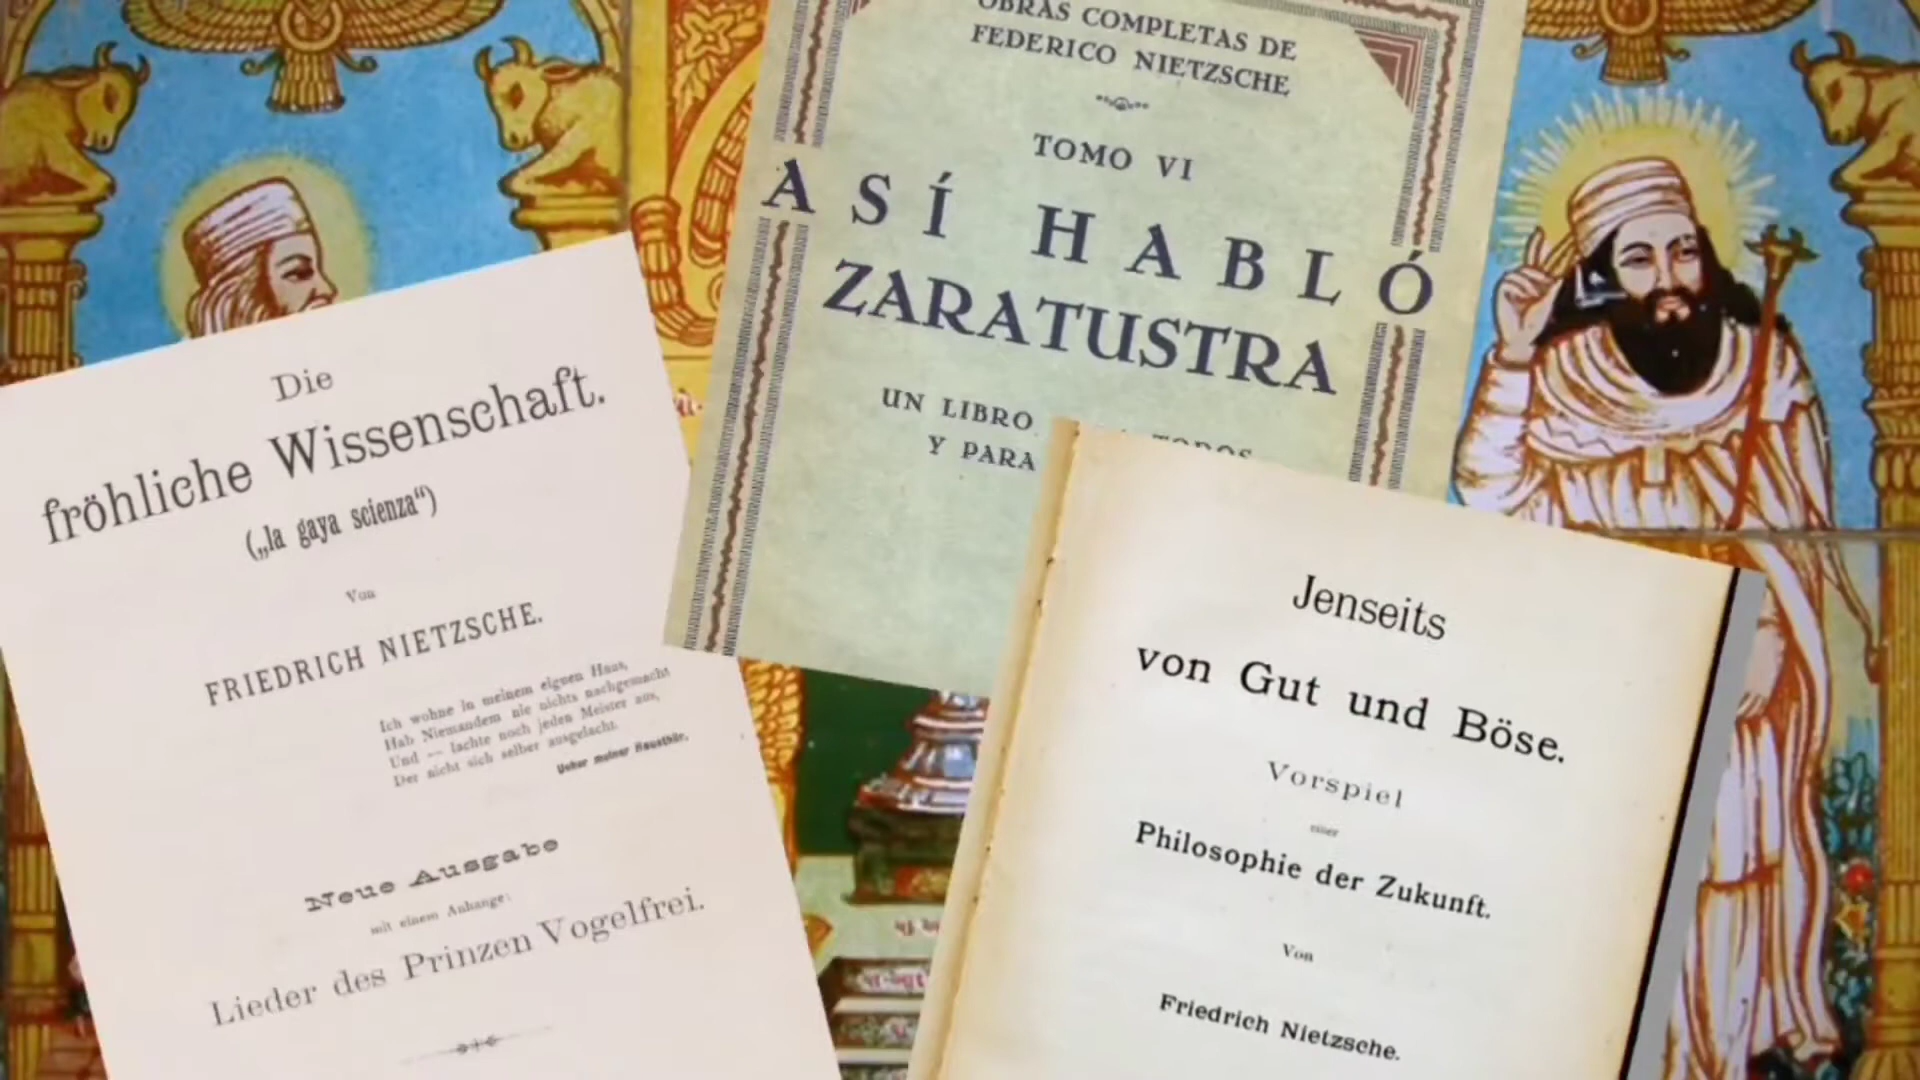 Die
fröhliche Wissenschaft.
(„la gaya scienza“)
Von
FRIEDRICH NIETZSCHE.
Ich wohne in meinem eignen Haus,
Hab Niemandem nie nichts nachgemacht
Und — lachte noch jeden Meister aus,
Der nicht sich selber ausgelacht.
Ueber meiner Hausthür.
Neue Ausgabe
mit einem Anhange:
Lieder des Prinzen Vogelfrei.
OBRAS COMPLETAS DE
FEDERICO NIETZSCHE
TOMO VI
ASÍ HABLÓ
ZARATUSTRA
UN LIBRO TODOS
Y PARA
Jenseits
von Gut und Böse.
Vorspiel
einer
Philosophie der Zukunft.
Von
Friedrich Nietzsche.